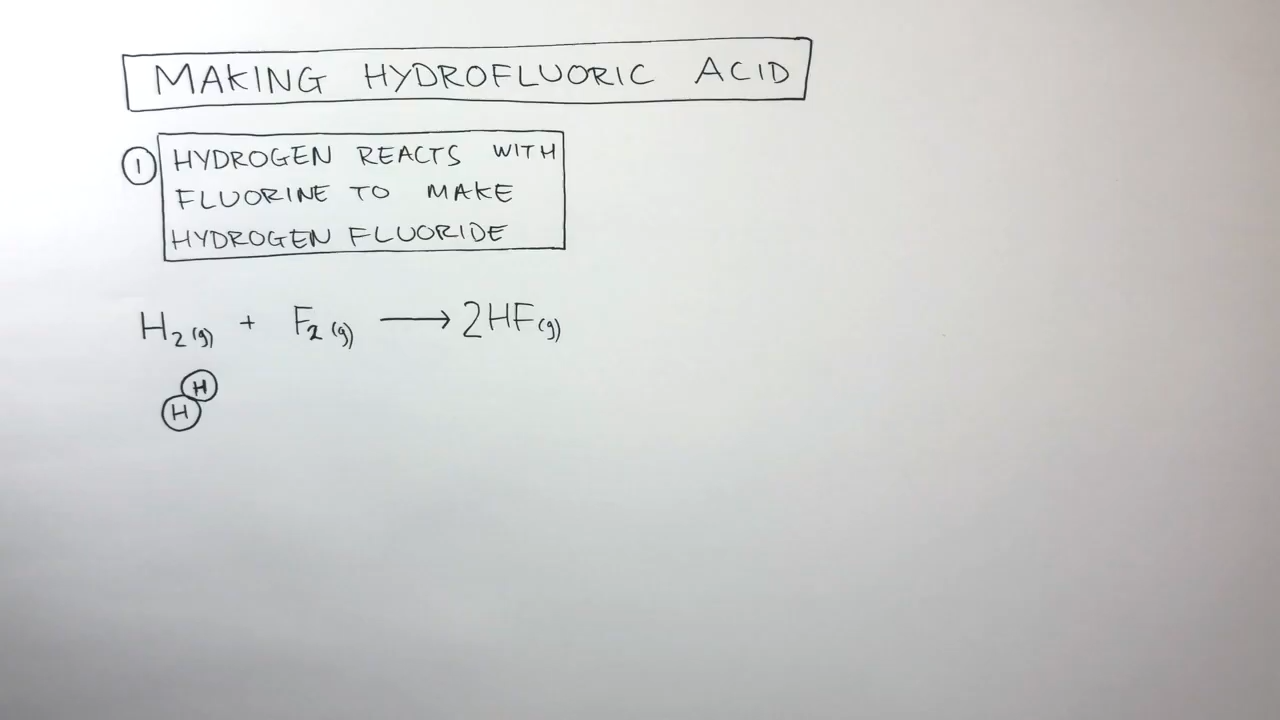 MAKING HYDROFLUORIC ACID
1 HYDROGEN REACTS WITH
FLUORINE TO MAKE
HYDROGEN FLUORIDE
H₂(g) + F₂(g) ⟶ 2HF(g)
H
H